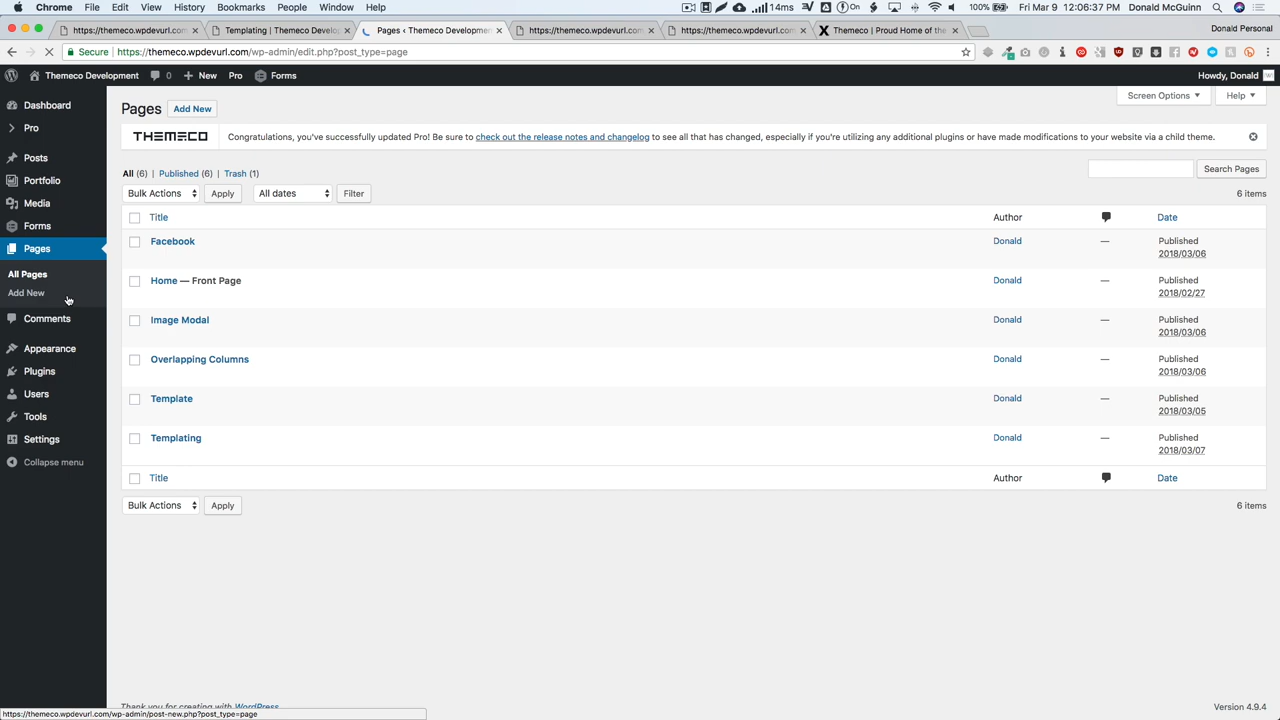 Chrome File Edit View History Bookmarks People Window Help 14ms On 100% Fri Mar 9 12:06:37 PM Donald McGuinn
https://themeco.wpdevurl.com × Templating | Themeco Develo × Pages ‹ Themeco Developmen × https://themeco.wpdevurl.com × https://themeco.wpdevurl.com × Themeco | Proud Home of the × Donald Personal
Secure https://themeco.wpdevurl.com/wp-admin/edit.php?post_type=page
Themeco Development 0 + New Pro Forms Howdy, Donald
Dashboard
Pro
Posts
Portfolio
Media
Forms
Pages
All Pages
Add New
Comments
Appearance
Plugins
Users
Tools
Settings
Collapse menu
Screen Options ▼ Help ▼
Pages Add New
THEMECO Congratulations, you've successfully updated Pro! Be sure to check out the release notes and changelog to see all that has changed, especially if you're utilizing any additional plugins or have made modifications to your website via a child theme.
All (6) | Published (6) | Trash (1) Search Pages
Bulk Actions Apply All dates Filter 6 items
Title Author Date
Facebook Donald — Published
2018/03/06
Home — Front Page Donald — Published
2018/02/27
Image Modal Donald — Published
2018/03/06
Overlapping Columns Donald — Published
2018/03/06
Template Donald — Published
2018/03/05
Templating Donald — Published
2018/03/07
Title Author Date
Bulk Actions Apply 6 items
Thank you for creating with WordPress Version 4.9.4
https://themeco.wpdevurl.com/wp-admin/post-new.php?post_type=page